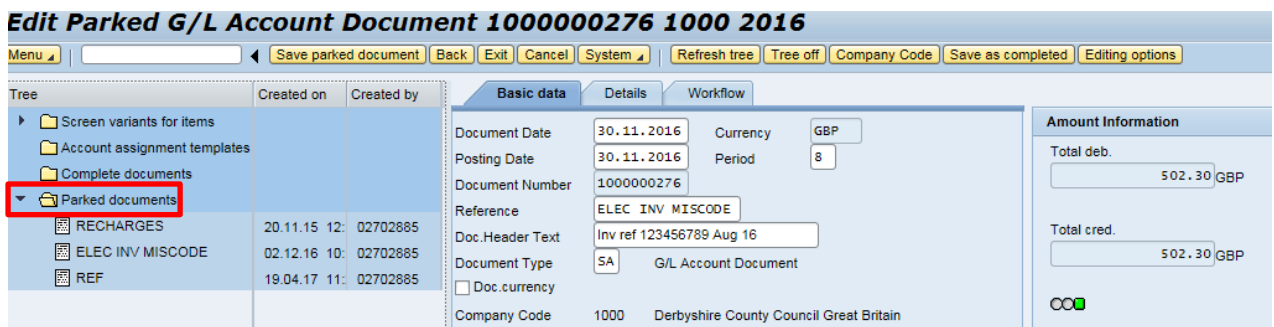 Edit Parked G/L Account Document 1000000276 1000 2016
Menu Save parked document Back Exit Cancel System Refresh tree Tree off Company Code Save as completed Editing options
Tree Created on Created by
Screen variants for items
Account assignment templates
Complete documents
Parked documents
RECHARGES 20.11.15 12: 02702885
ELEC INV MISCODE 02.12.16 10: 02702885
REF 19.04.17 11: 02702885
Basic data Details Workflow
Document Date 30.11.2016 Currency GBP
Posting Date 30.11.2016 Period 8
Document Number 1000000276
Reference ELEC INV MISCODE
Doc.Header Text Inv ref 123456789 Aug 16
Document Type SA G/L Account Document
Doc.currency
Company Code 1000 Derbyshire County Council Great Britain
Amount Information
Total deb.
502.30 GBP
Total cred.
502.30 GBP